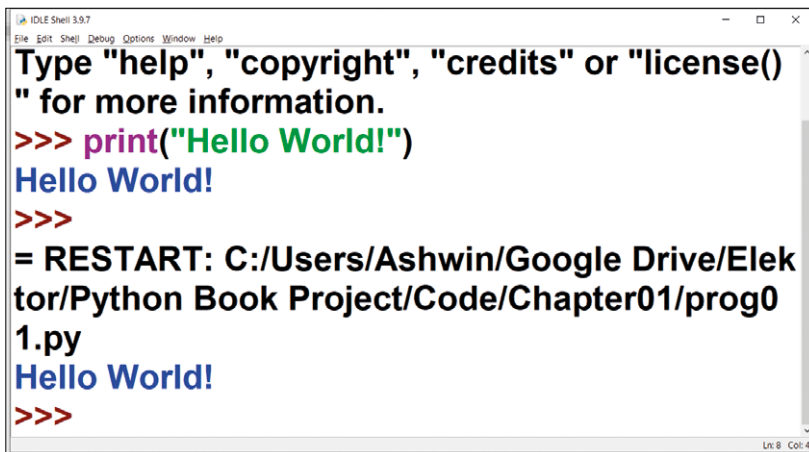 IDLE Shell 3.9.7
File Edit Shell Debug Options Window Help
Type "help", "copyright", "credits" or "license()
" for more information.
>>> print("Hello World!")
Hello World!
>>>
= RESTART: C:/Users/Ashwin/Google Drive/Elek
tor/Python Book Project/Code/Chapter01/prog0
1.py
Hello World!
>>>
Ln: 8 Col: 4